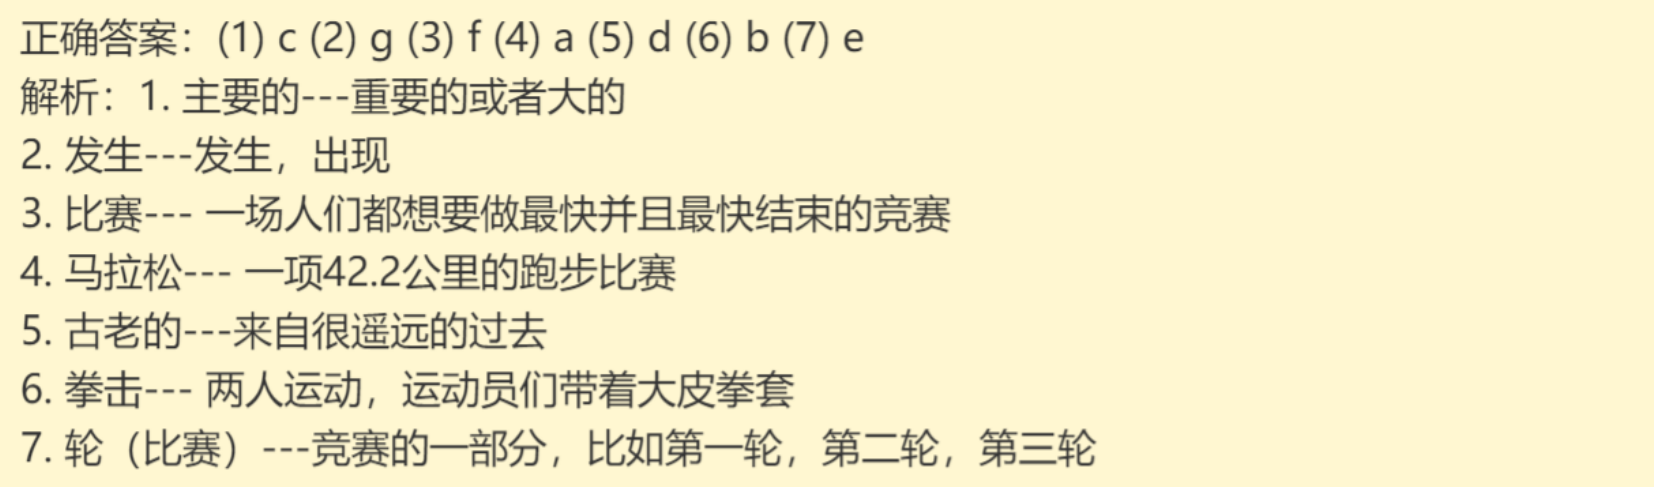 正确答案：(1) c (2) g (3) f (4) a (5) d (6) b (7) e
解析：1. 主要的---重要的或者大的
2. 发生---发生，出现
3. 比赛--- 一场人们都想要做最快并且最快结束的竞赛
4. 马拉松--- 一项42.2公里的跑步比赛
5. 古老的---来自很遥远的过去
6. 拳击--- 两人运动，运动员们带着大皮拳套
7. 轮（比赛）---竞赛的一部分，比如第一轮，第二轮，第三轮